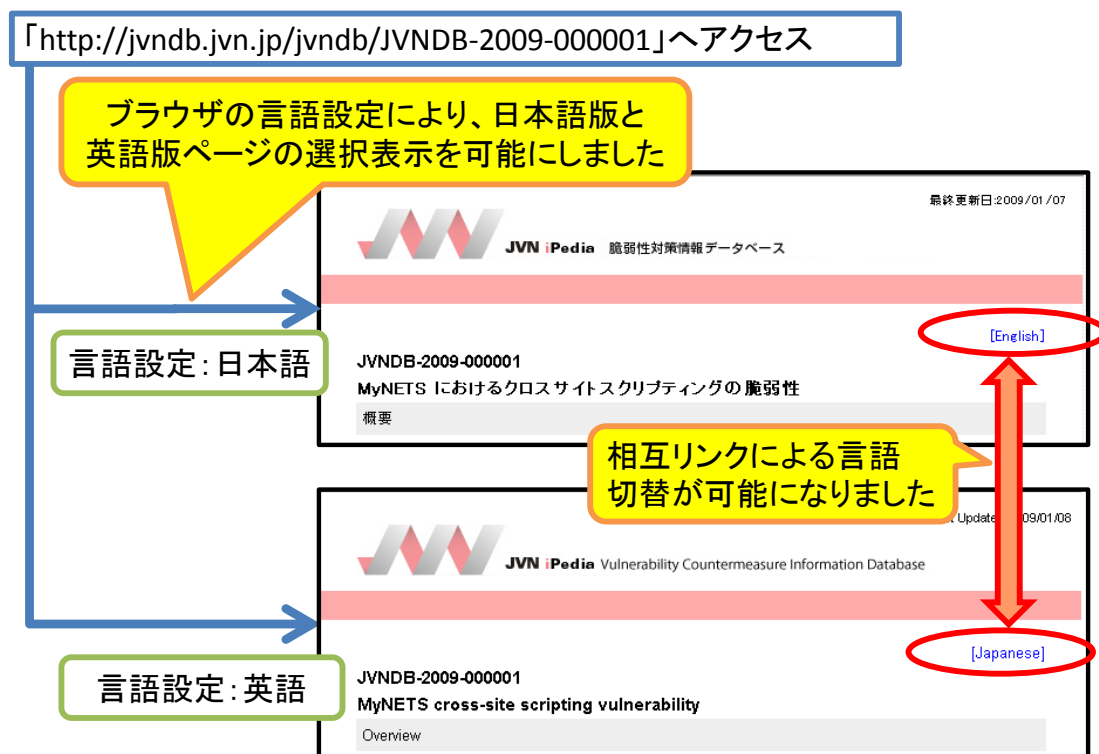 「http://jvndb.jvn.jp/jvndb/JVNDB-2009-000001」へアクセス
ブラウザの言語設定により、日本語版と
英語版ページの選択表示を可能にしました
最終更新日:2009/01/07
JVN iPedia 脆弱性対策情報データベース
[English]
言語設定:日本語
JVNDB-2009-000001
MyNETS におけるクロスサイトスクリプティングの脆弱性
概要
相互リンクによる言語
切替が可能になりました
Update 09/01/08
JVN iPedia Vulnerability Countermeasure Information Database
[Japanese]
言語設定:英語
JVNDB-2009-000001
MyNETS cross-site scripting vulnerability
Overview